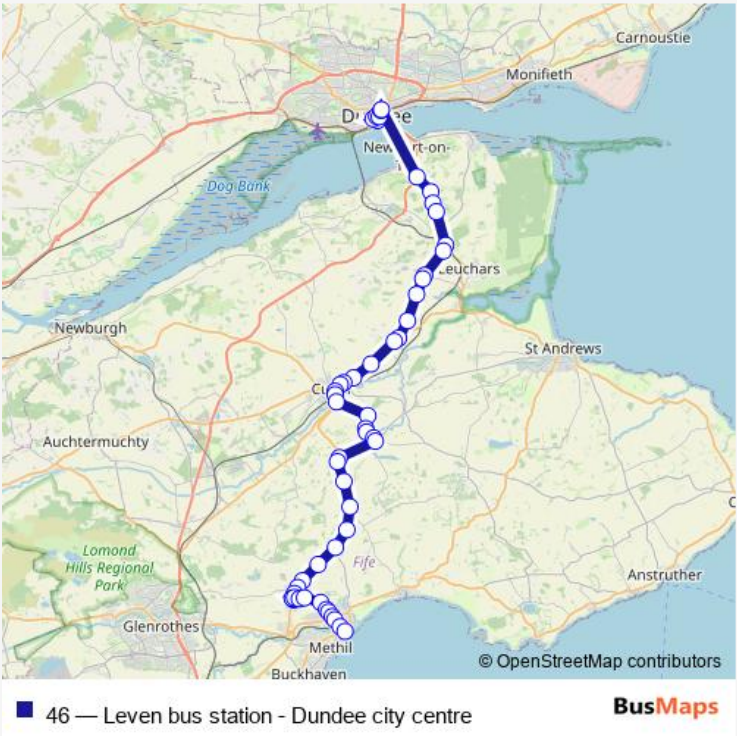 Carnoustie
Monifieth
Dundee
Newport-on-
Dog Bank
Leuchars
Newburgh
St Andrews
Auchtermuchty
Lomond
Hills Regional
Park
Fife
Anstruther
Glenrothes
Methil
Buckhaven
© OpenStreetMap contributors
46 — Leven bus station - Dundee city centre
BusMaps